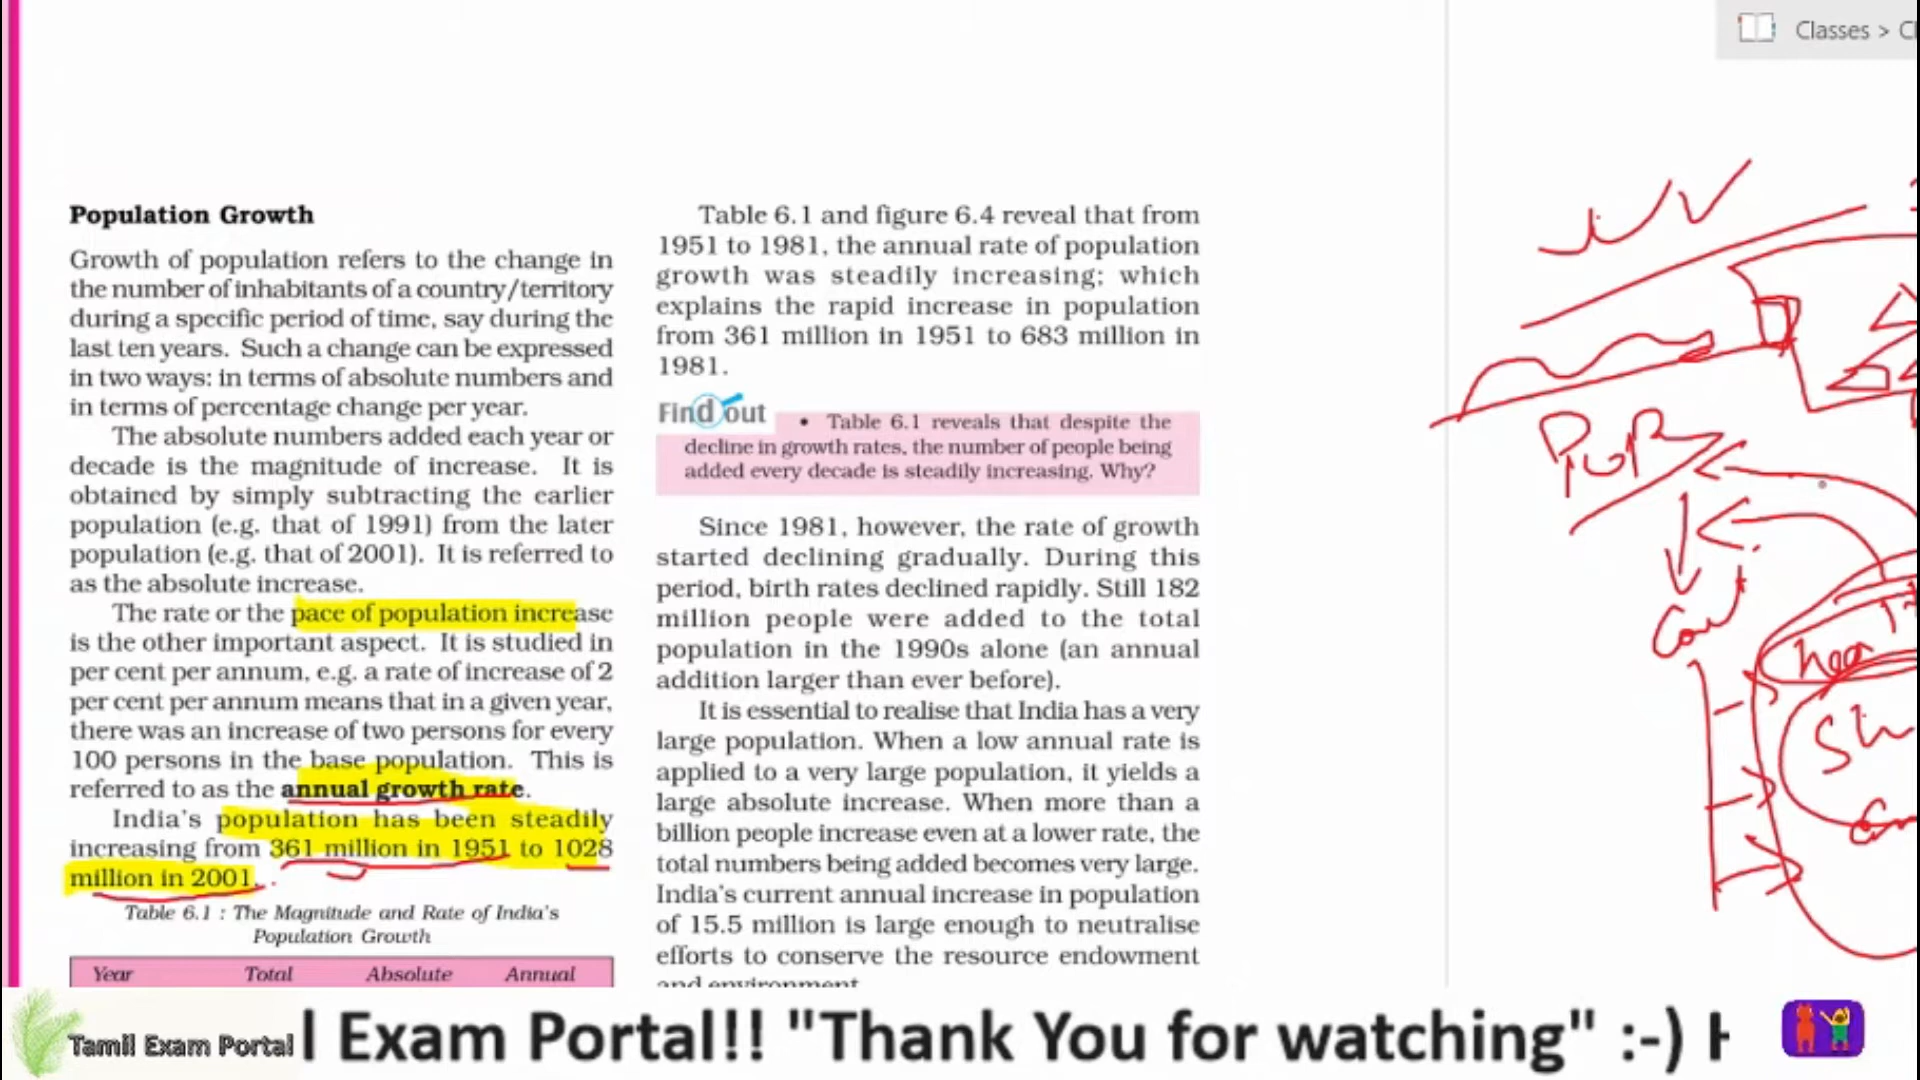 Classes > Cl
Population Growth
Growth of population refers to the change in
the number of inhabitants of a country/territory
during a specific period of time, say during the
last ten years. Such a change can be expressed
in two ways: in terms of absolute numbers and
in terms of percentage change per year.
The absolute numbers added each year or
decade is the magnitude of increase. It is
obtained by simply subtracting the earlier
population (e.g. that of 1991) from the later
population (e.g. that of 2001). It is referred to
as the absolute increase.
The rate or the pace of population increase
is the other important aspect. It is studied in
per cent per annum, e.g. a rate of increase of 2
per cent per annum means that in a given year,
there was an increase of two persons for every
100 persons in the base population. This is
referred to as the annual growth rate.
India's population has been steadily
increasing from 361 million in 1951 to 1028
million in 2001.
Table 6.1 : The Magnitude and Rate of India's
Population Growth
Year Total Absolute Annual
Table 6.1 and figure 6.4 reveal that from
1951 to 1981, the annual rate of population
growth was steadily increasing; which
explains the rapid increase in population
from 361 million in 1951 to 683 million in
1981.
Find out
• Table 6.1 reveals that despite the
decline in growth rates, the number of people being
added every decade is steadily increasing. Why?
Since 1981, however, the rate of growth
started declining gradually. During this
period, birth rates declined rapidly. Still 182
million people were added to the total
population in the 1990s alone (an annual
addition larger than ever before).
It is essential to realise that India has a very
large population. When a low annual rate is
applied to a very large population, it yields a
large absolute increase. When more than a
billion people increase even at a lower rate, the
total numbers being added becomes very large.
India's current annual increase in population
of 15.5 million is large enough to neutralise
efforts to conserve the resource endowment
and environment.
Tamil Exam Portal
l Exam Portal!! "Thank You for watching" :-) H